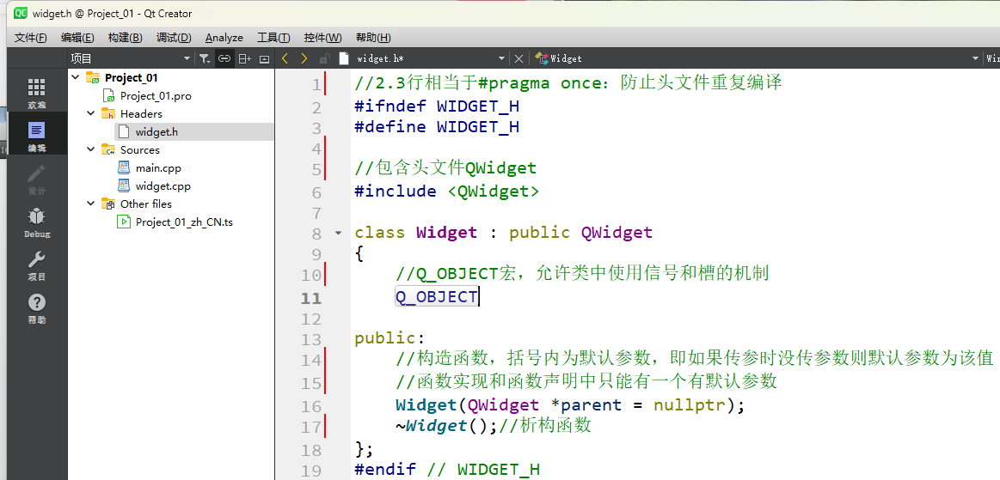 widget.h @ Project_01 - Qt Creator
文件(F) 编辑(E) 构建(B) 调试(D) Analyze 工具(T) 控件(W) 帮助(H)
项目
widget.h*
Widget
欢迎
编辑
设计
Debug
项目
帮助
Project_01
Project_01.pro
Headers
widget.h
Sources
main.cpp
widget.cpp
Other files
Project_01_zh_CN.ts
1 //2.3行相当于#pragma once：防止头文件重复编译
2 #ifndef WIDGET_H
3 #define WIDGET_H
4
5 //包含头文件QWidget
6 #include <QWidget>
7
8 class Widget : public QWidget
9 {
10 //Q_OBJECT宏，允许类中使用信号和槽的机制
11 Q_OBJECT
12
13 public:
14 //构造函数，括号内为默认参数，即如果传参时没传参数则默认参数为该值
15 //函数实现和函数声明中只能有一个有默认参数
16 Widget(QWidget *parent = nullptr);
17 ~Widget();//析构函数
18 };
19 #endif // WIDGET_H